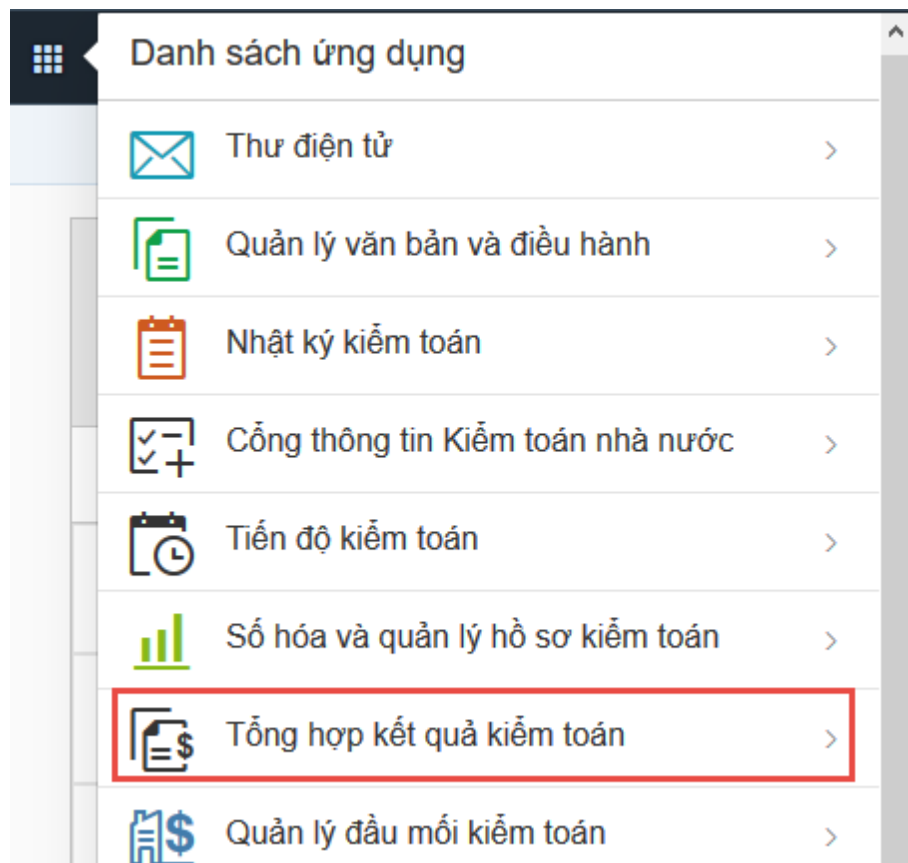 Danh sách ứng dụng
Thư điện tử
Quản lý văn bản và điều hành
Nhật ký kiểm toán
Cổng thông tin Kiểm toán nhà nước
Tiến độ kiểm toán
Số hóa và quản lý hồ sơ kiểm toán
Tổng hợp kết quả kiểm toán
Quản lý đầu mối kiểm toán